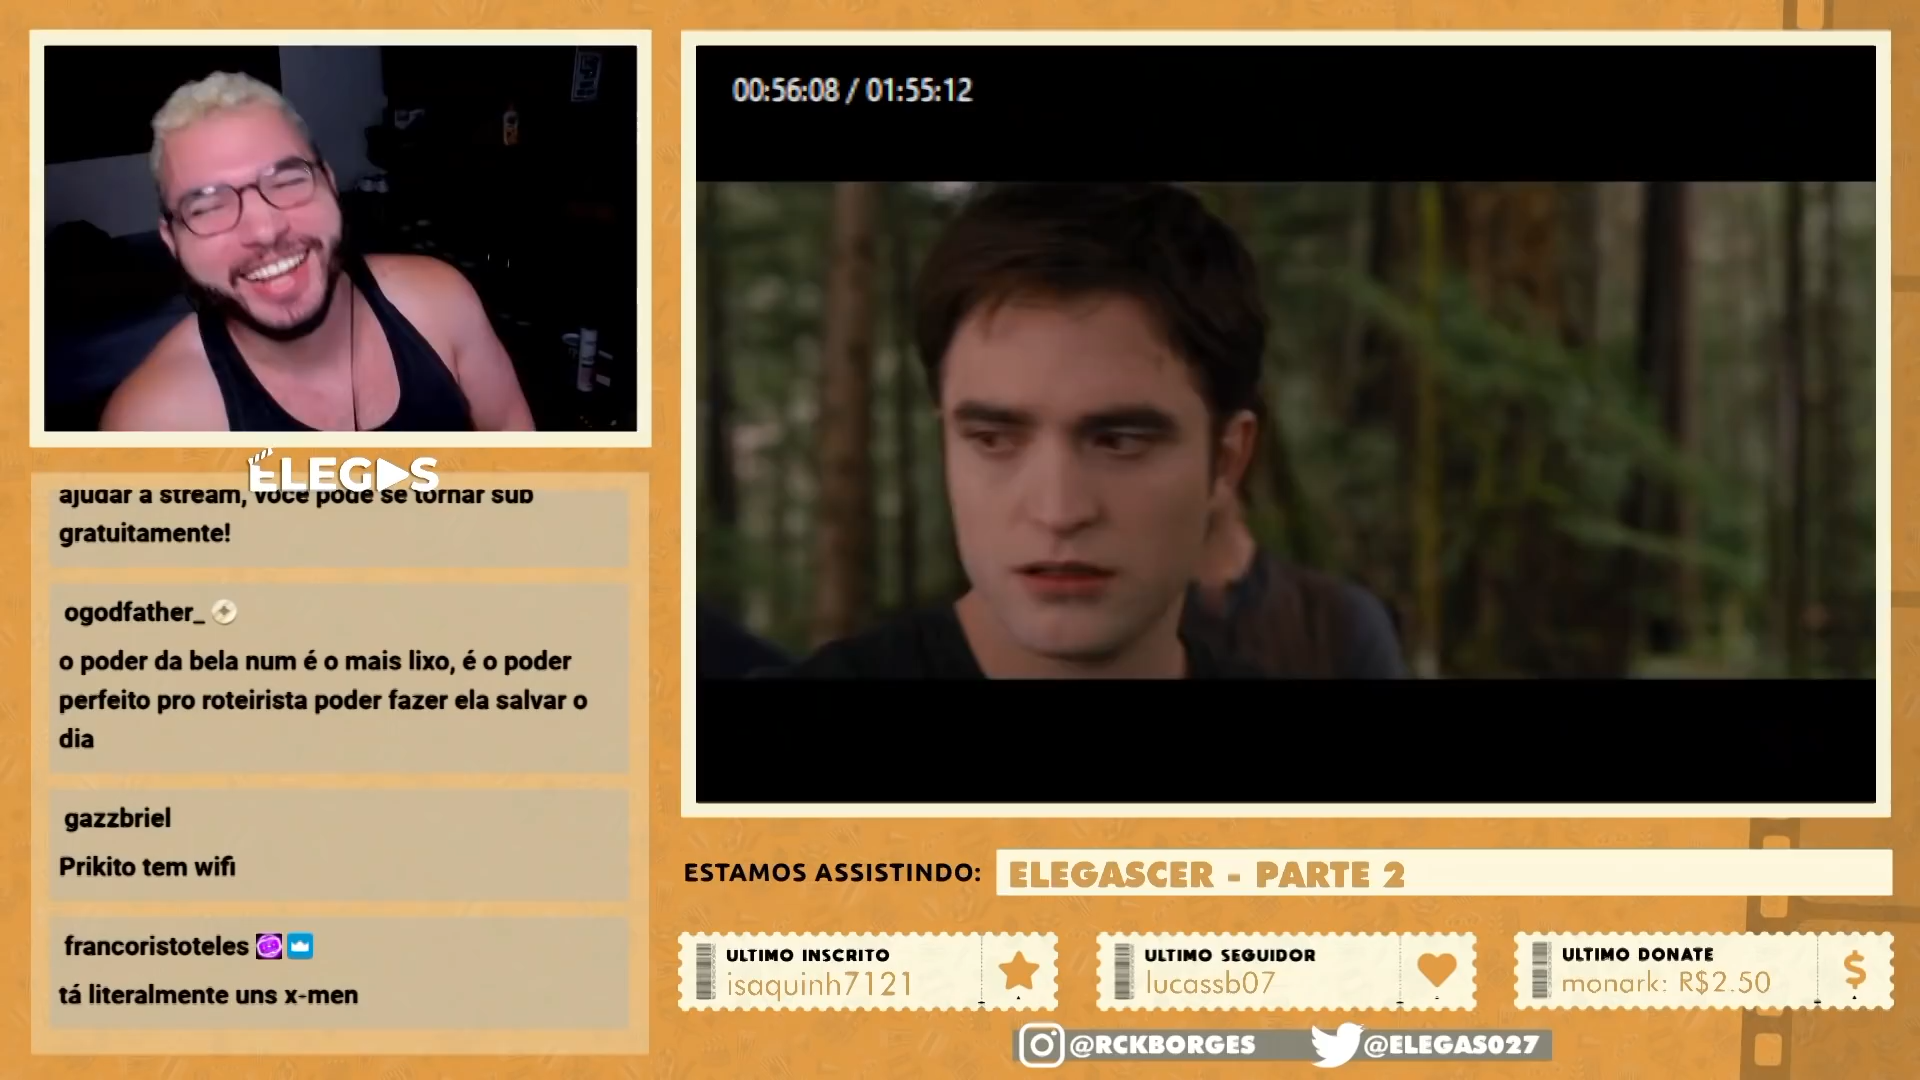 00:56:08 / 01:55:12
ELEGAS
ajudar a stream, você pode se tornar sub
gratuitamente!
ogodfather_
o poder da bela num é o mais lixo, é o poder
perfeito pro roteirista poder fazer ela salvar o
dia
gazzbriel
Prikito tem wifi
francoristoteles
tá literalmente uns x-men
ESTAMOS ASSISTINDO:
ELEGASCER - PARTE 2
ULTIMO INSCRITO
isaquinh7121
ULTIMO SEGUIDOR
lucassb07
ULTIMO DONATE
monark: R$2.50
@RCKBORGES
@ELEGAS027